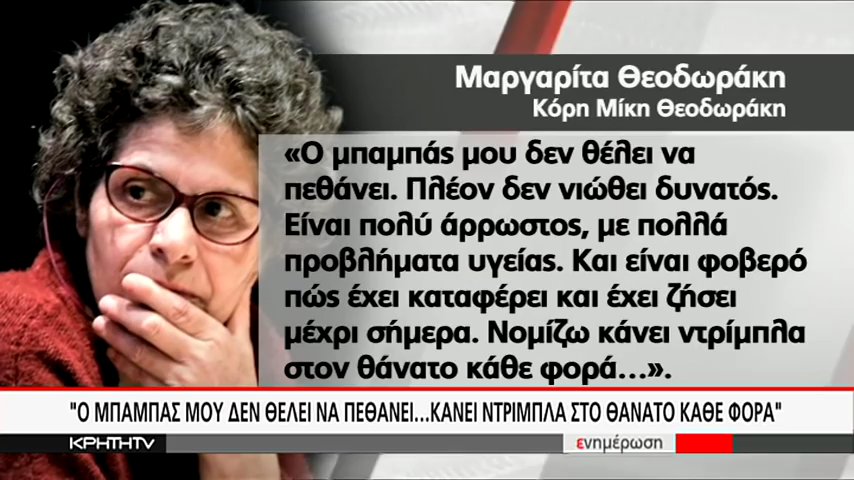 Μαργαρίτα Θεοδωράκη
Κόρη Μίκη Θεοδωράκη
«Ο μπαμπάς μου δεν θέλει να
πεθάνει. Πλέον δεν νιώθει δυνατός.
Είναι πολύ άρρωστος, με πολλά
προβλήματα υγείας. Και είναι φοβερό
πώς έχει καταφέρει και έχει ζήσει
μέχρι σήμερα. Νομίζω κάνει ντρίμπλα
στον θάνατο κάθε φορά...».
"Ο ΜΠΑΜΠΑΣ ΜΟΥ ΔΕΝ ΘΕΛΕΙ ΝΑ ΠΕΘΑΝΕΙ...ΚΑΝΕΙ ΝΤΡΙΜΠΛΑ ΣΤΟ ΘΑΝΑΤΟ ΚΑΘΕ ΦΟΡΑ"
ΚΡΗΤΗTV
ενημέρωση